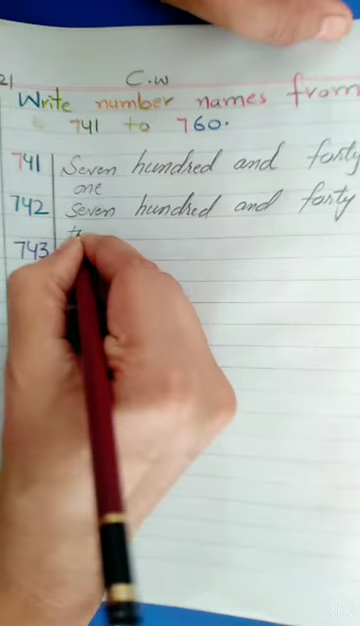 21
C.w
Write number names from
741 to 760.
741 Seven hundred and forty
one
742 Seven hundred and forty
743